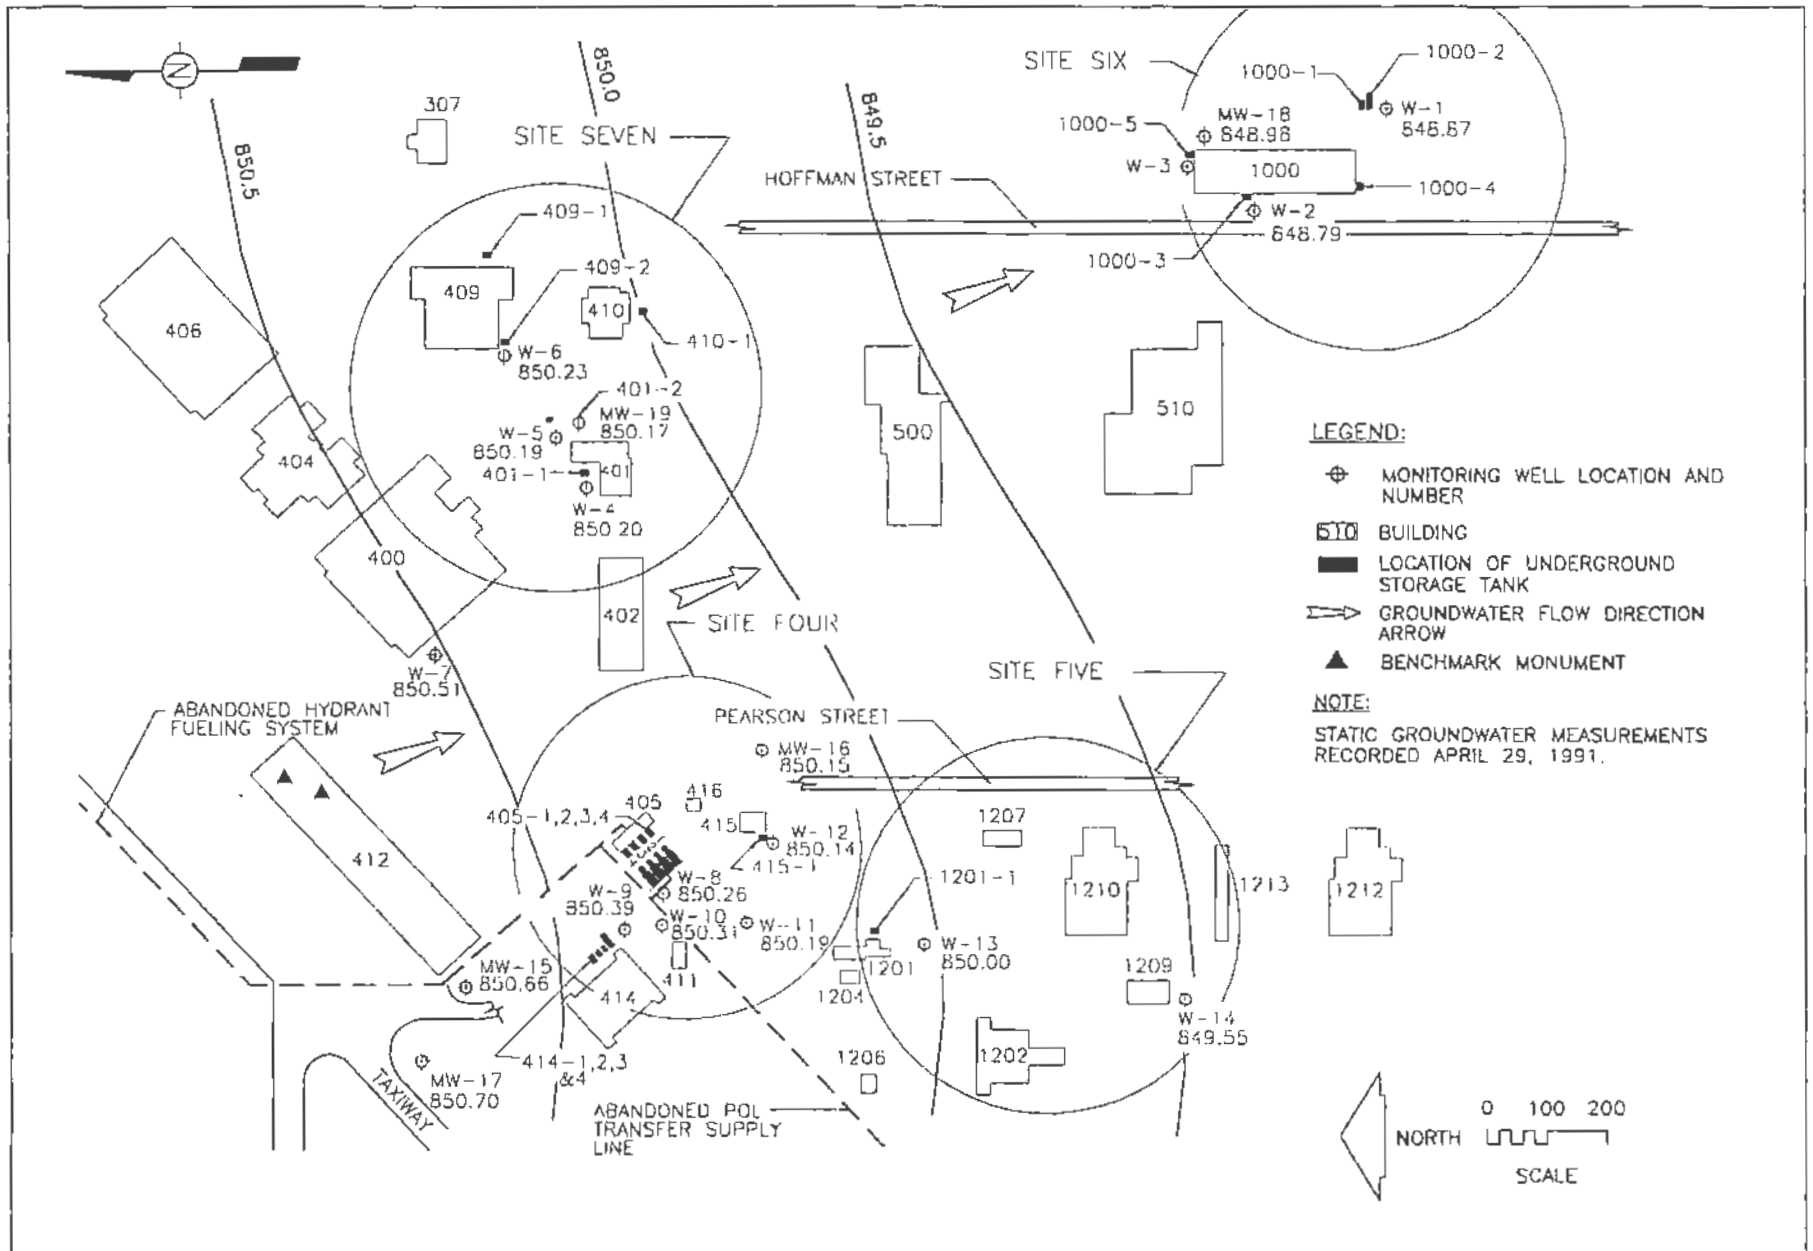 N
850.5
850.0
849.5
307
SITE SEVEN
SITE SIX
1000-1
1000-2
W-1
848.87
MW-18
848.98
1000-5
W-3
1000
1000-4
HOFFMAN STREET
W-2
848.79
1000-3
409-1
409-2
409
410
410-1
406
W-6
850.23
401-2
MW-19
850.17
W-5
850.19
401-1
401
W-4
850.20
404
400
402
500
510
W-7
850.51
SITE FOUR
SITE FIVE
LEGEND:
MONITORING WELL LOCATION AND
NUMBER
510 BUILDING
LOCATION OF UNDERGROUND
STORAGE TANK
GROUNDWATER FLOW DIRECTION
ARROW
BENCHMARK MONUMENT
NOTE:
STATIC GROUNDWATER MEASUREMENTS
RECORDED APRIL 29, 1991.
ABANDONED HYDRANT
FUELING SYSTEM
PEARSON STREET
MW-16
850.15
416
405
405-1,2,3,4
415
W-12
850.14
415-1
412
W-9
850.39
W-8
850.26
W-10
850.31
W-11
850.19
411
1201-1
1201
1204
W-13
850.00
1207
1210
1213
1212
1209
W-14
849.55
1202
1206
MW-15
850.66
414
414-1,2,3
&4
MW-17
850.70
TAXIWAY
ABANDONED POL
TRANSFER SUPPLY
LINE
NORTH
0 100 200
SCALE